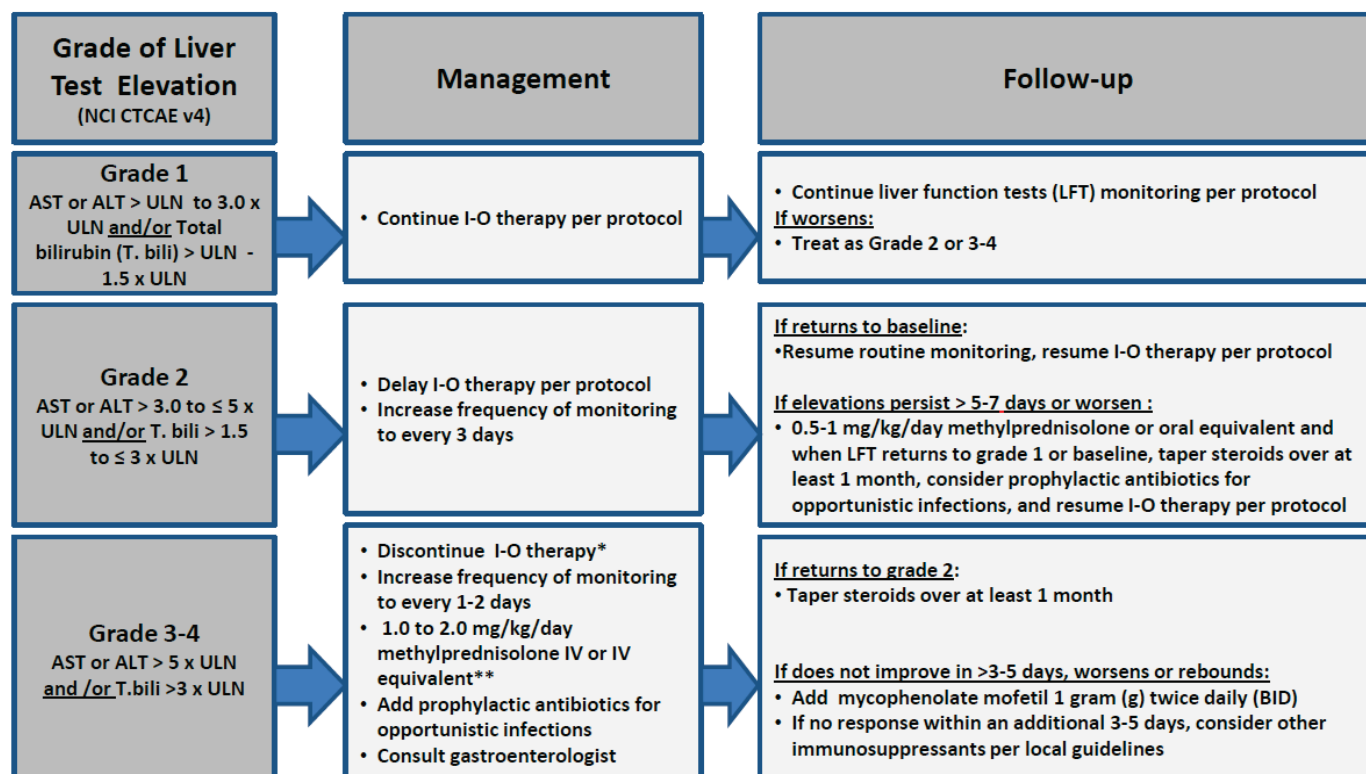 Grade of Liver
Test Elevation
(NCI CTCAE v4)
Management
Follow-up
Grade 1
AST or ALT > ULN to 3.0 x
ULN and/or Total
bilirubin (T. bili) > ULN -
1.5 x ULN
• Continue I-O therapy per protocol
• Continue liver function tests (LFT) monitoring per protocol
If worsens:
• Treat as Grade 2 or 3-4
Grade 2
AST or ALT > 3.0 to ≤ 5 x
ULN and/or T. bili > 1.5
to ≤ 3 x ULN
• Delay I-O therapy per protocol
• Increase frequency of monitoring
to every 3 days
If returns to baseline:
•Resume routine monitoring, resume I-O therapy per protocol
If elevations persist > 5-7 days or worsen :
• 0.5-1 mg/kg/day methylprednisolone or oral equivalent and
when LFT returns to grade 1 or baseline, taper steroids over at
least 1 month, consider prophylactic antibiotics for
opportunistic infections, and resume I-O therapy per protocol
Grade 3-4
AST or ALT > 5 x ULN
and /or T.bili >3 x ULN
• Discontinue I-O therapy*
• Increase frequency of monitoring
to every 1-2 days
• 1.0 to 2.0 mg/kg/day
methylprednisolone IV or IV
equivalent**
• Add prophylactic antibiotics for
opportunistic infections
• Consult gastroenterologist
If returns to grade 2:
• Taper steroids over at least 1 month
If does not improve in >3-5 days, worsens or rebounds:
• Add mycophenolate mofetil 1 gram (g) twice daily (BID)
• If no response within an additional 3-5 days, consider other
immunosuppressants per local guidelines